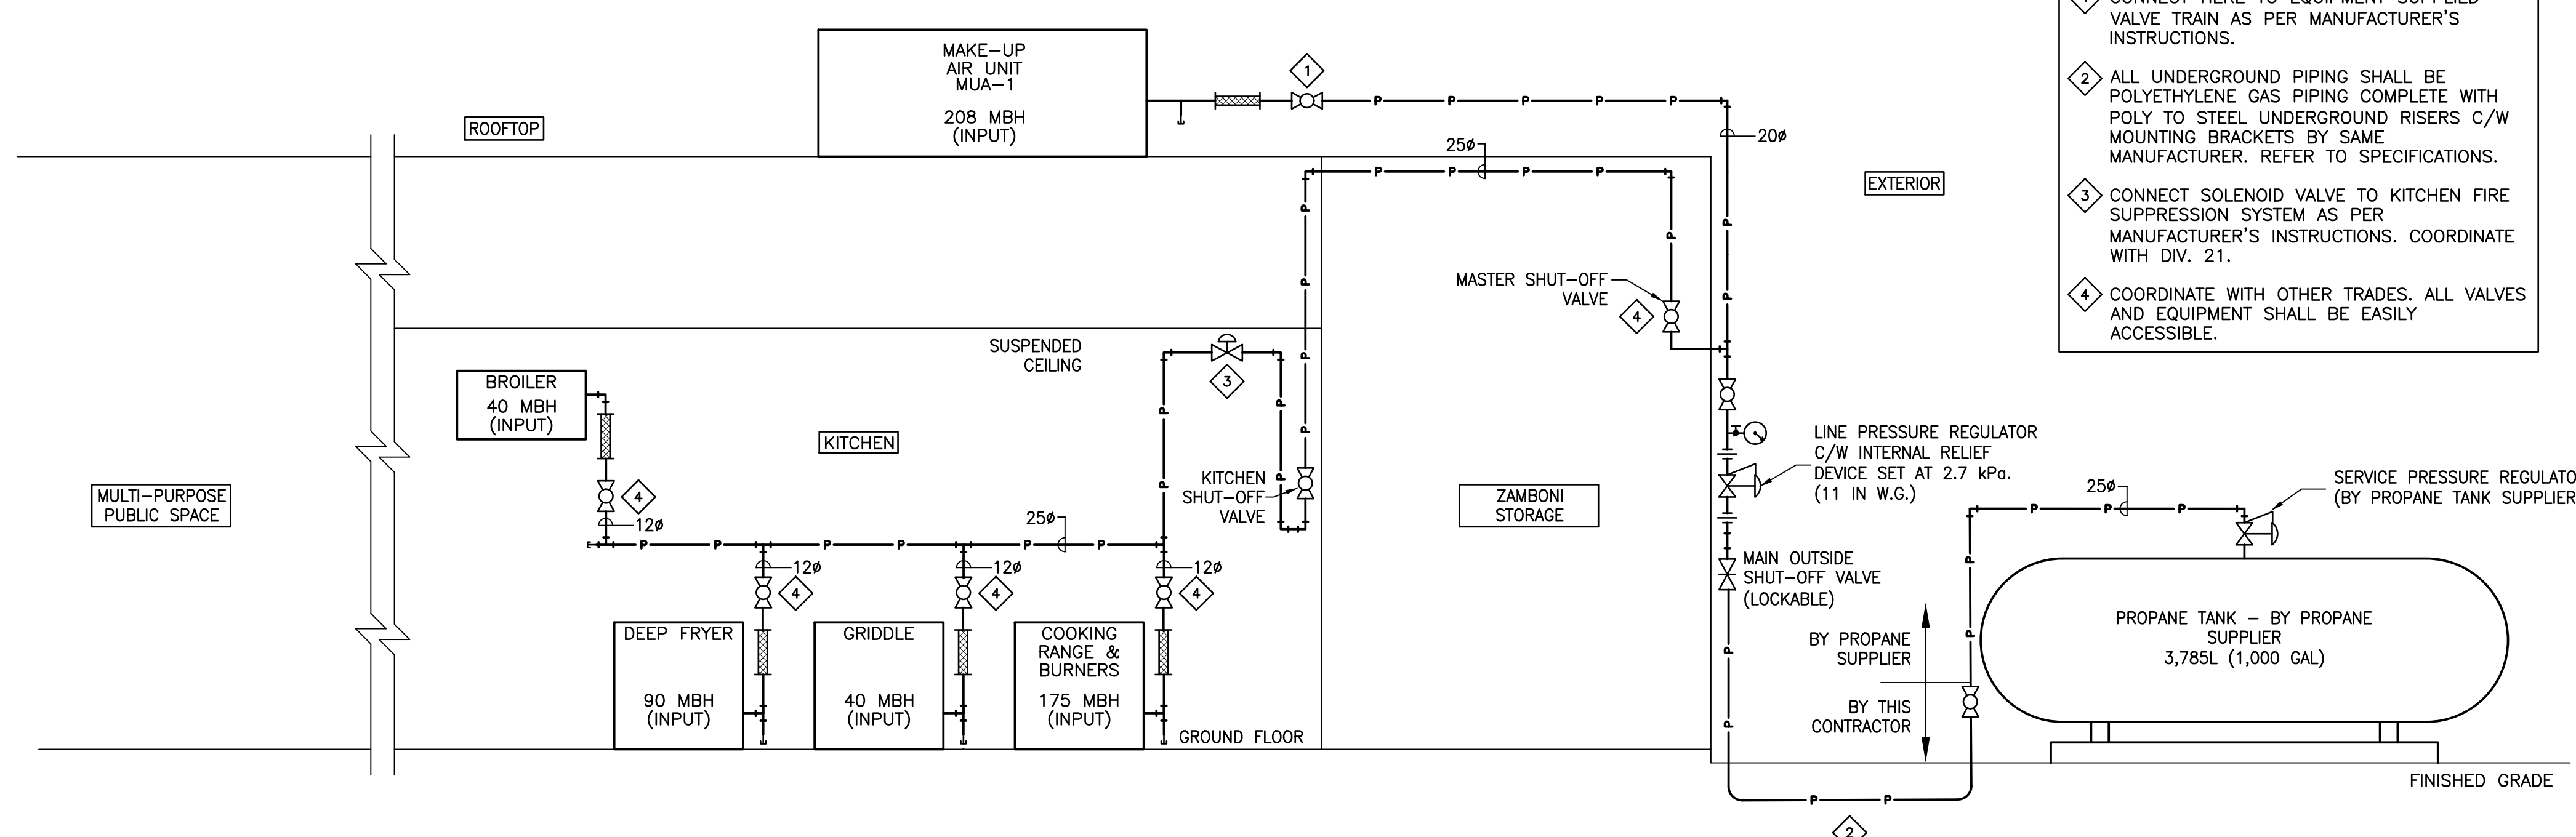 MAKE-UP
AIR UNIT
MUA-1
208 MBH
(INPUT)
1
ROOFTOP
P P P P P
20ø
25ø
P P P P
EXTERIOR
VALVE TRAIN AS PER MANUFACTURER'S
INSTRUCTIONS.
2 ALL UNDERGROUND PIPING SHALL BE
POLYETHYLENE GAS PIPING COMPLETE WITH
POLY TO STEEL UNDERGROUND RISERS C/W
MOUNTING BRACKETS BY SAME
MANUFACTURER. REFER TO SPECIFICATIONS.
3 CONNECT SOLENOID VALVE TO KITCHEN FIRE
SUPPRESSION SYSTEM AS PER
MANUFACTURER'S INSTRUCTIONS. COORDINATE
WITH DIV. 21.
4 COORDINATE WITH OTHER TRADES. ALL VALVES
AND EQUIPMENT SHALL BE EASILY
ACCESSIBLE.
P
P
P
P
P
P
MASTER SHUT-OFF
VALVE
4
SUSPENDED
CEILING
3
BROILER
40 MBH
(INPUT)
KITCHEN
P
P
P
P
KITCHEN
SHUT-OFF
VALVE
4
12ø
25ø
P P P P P P
MULTI-PURPOSE
PUBLIC SPACE
ZAMBONI
STORAGE
LINE PRESSURE REGULATOR
C/W INTERNAL RELIEF
DEVICE SET AT 2.7 kPa.
(11 IN W.G.)
SERVICE PRESSURE REGULATO
(BY PROPANE TANK SUPPLIER
25ø
P P P
P
P
12ø
4
12ø
4
12ø
4
MAIN OUTSIDE
SHUT-OFF VALVE
(LOCKABLE)
P
P
BY PROPANE
SUPPLIER
BY THIS
CONTRACTOR
PROPANE TANK - BY PROPANE
SUPPLIER
3,785L (1,000 GAL)
DEEP FRYER
90 MBH
(INPUT)
GRIDDLE
40 MBH
(INPUT)
COOKING
RANGE &
BURNERS
175 MBH
(INPUT)
GROUND FLOOR
FINISHED GRADE
P P
2